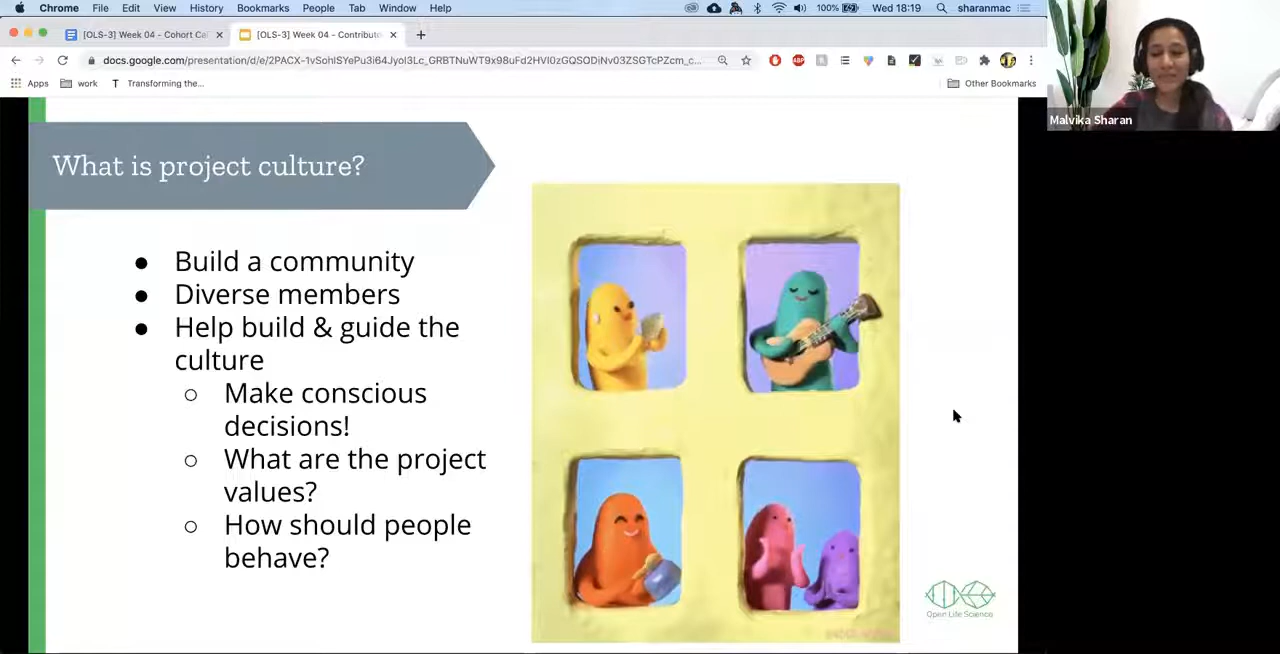 Chrome File Edit View History Bookmarks People Tab Window Help 100% Wed 18:19 sharanmac
[OLS-3] Week 04 - Cohort Cal
[OLS-3] Week 04 - Contributo
docs.google.com/presentation/d/e/2PACX-1vSohlSYePu3i64JyoI3Lc_GRBTNuWT9x98uFd2HVI0zGQSODiNv03ZSGTcPZcm_c...
Apps work Transforming the... Other Bookmarks
Malvika Sharan
What is project culture?
● Build a community
● Diverse members
● Help build & guide the
culture
○ Make conscious
decisions!
○ What are the project
values?
○ How should people
behave?
Open Life Science